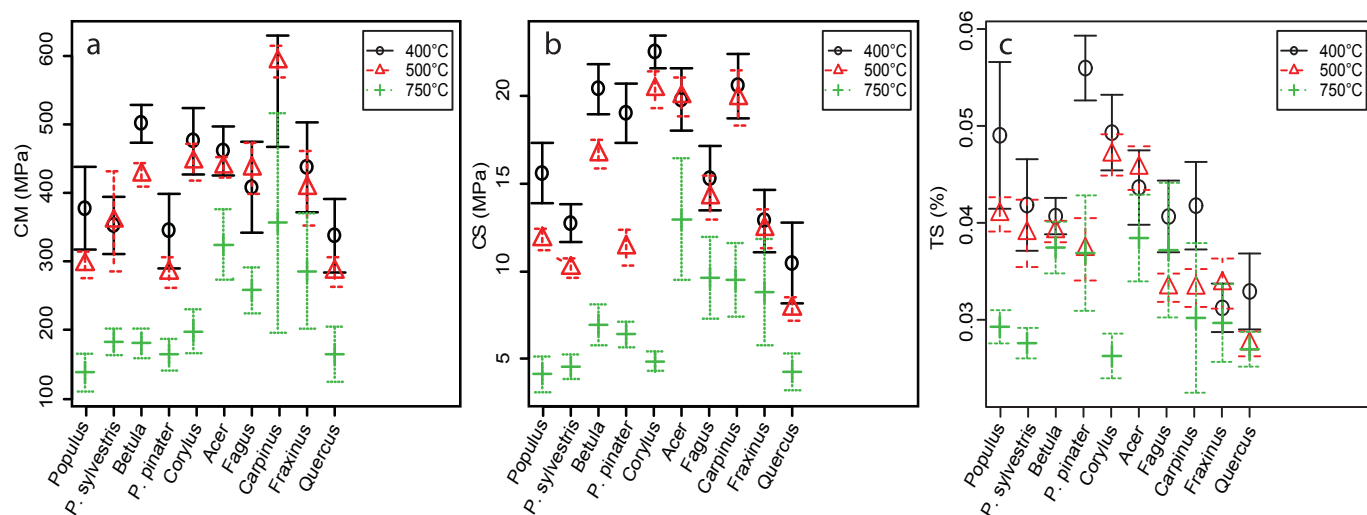 a
CM (MPa)
600
500
400
300
200
100
400°C
500°C
750°C
Populus
P. sylvestris
Betula
P. pinater
Corylus
Acer
Fagus
Carpinus
Fraxinus
Quercus
b
CS (MPa)
20
15
10
5
400°C
500°C
750°C
Populus
P. sylvestris
Betula
P. pinater
Corylus
Acer
Fagus
Carpinus
Fraxinus
Quercus
c
TS (%)
0.06
0.05
0.04
0.03
400°C
500°C
750°C
Populus
P. sylvestris
Betula
P. pinater
Corylus
Acer
Fagus
Carpinus
Fraxinus
Quercus